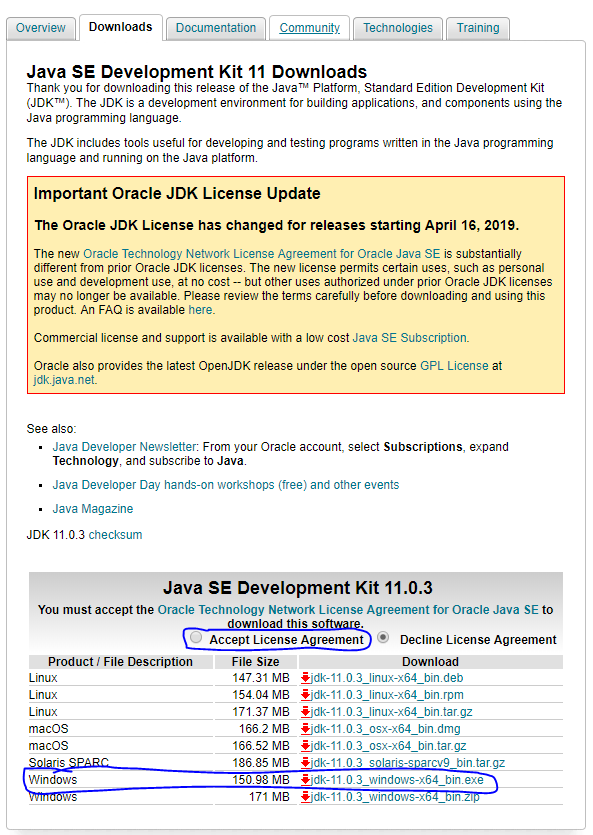 Overview Downloads Documentation Community Technologies Training
Java SE Development Kit 11 Downloads
Thank you for downloading this release of the Java™ Platform, Standard Edition Development Kit
(JDK™). The JDK is a development environment for building applications, and components using the
Java programming language.
The JDK includes tools useful for developing and testing programs written in the Java programming
language and running on the Java platform.
Important Oracle JDK License Update
The Oracle JDK License has changed for releases starting April 16, 2019.
The new Oracle Technology Network License Agreement for Oracle Java SE is substantially
different from prior Oracle JDK licenses. The new license permits certain uses, such as personal
use and development use, at no cost -- but other uses authorized under prior Oracle JDK licenses
may no longer be available. Please review the terms carefully before downloading and using this
product. An FAQ is available here.
Commercial license and support is available with a low cost Java SE Subscription.
Oracle also provides the latest OpenJDK release under the open source GPL License at
jdk.java.net.
See also:
Java Developer Newsletter: From your Oracle account, select Subscriptions, expand
Technology, and subscribe to Java.
Java Developer Day hands-on workshops (free) and other events
Java Magazine
JDK 11.0.3 checksum
Java SE Development Kit 11.0.3
You must accept the Oracle Technology Network License Agreement for Oracle Java SE to
download this software.
Accept License Agreement Decline License Agreement
Product / File Description File Size Download
Linux 147.31 MB jdk-11.0.3_linux-x64_bin.deb
Linux 154.04 MB jdk-11.0.3_linux-x64_bin.rpm
Linux 171.37 MB jdk-11.0.3_linux-x64_bin.tar.gz
macOS 166.2 MB jdk-11.0.3_osx-x64_bin.dmg
macOS 166.52 MB jdk-11.0.3_osx-x64_bin.tar.gz
Solaris SPARC 186.85 MB jdk-11.0.3_solaris-sparcv9_bin.tar.gz
Windows 150.98 MB jdk-11.0.3_windows-x64_bin.exe
Windows 171 MB jdk-11.0.3_windows-x64_bin.zip